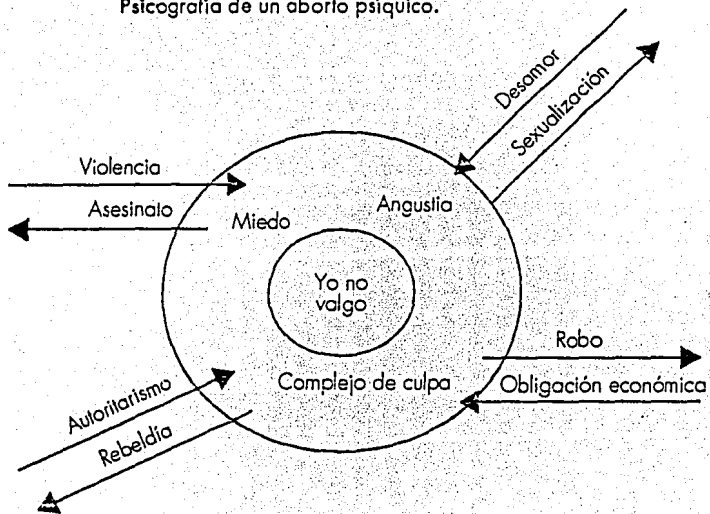 Psicografía de un aborto psíquico.
Desamor
Sexualización
Violencia
Asesinato
Miedo
Angustia
Yo no
valgo
Robo
Obligación económica
Complejo de culpa
Autoritarismo
Rebeldía